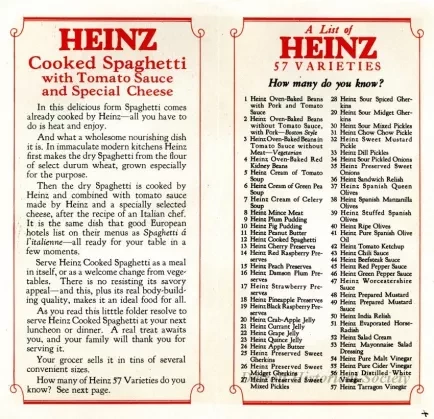 HEINZ
Cooked Spaghetti
with Tomato Sauce
and Special Cheese
In this delicious form Spaghetti comes
already cooked by Heinz—all you have to
do is heat and enjoy.
And what a wholesome nourishing dish
it is. In immaculate modern kitchens Heinz
first makes the dry Spaghetti from the flour
of select durum wheat, grown especially
for the purpose.
Then the dry Spaghetti is cooked by
Heinz and combined with tomato sauce
made by Heinz and a specially selected
cheese, after the recipe of an Italian chef.
It is the same dish that good European
hotels list on their menus as Spaghetti à
l'italienne—all ready for your table in a
few moments.
Serve Heinz Cooked Spaghetti as a meal
in itself, or as a welcome change from vege-
tables. There is no resisting its savory
appeal—and this, plus its real body-build-
ing quality, makes it an ideal food for all.
As you read this little folder resolve to
serve Heinz Cooked Spaghetti at your next
luncheon or dinner. A real treat awaits
you, and your family will thank you for
serving it.
Your grocer sells it in tins of several
convenient sizes.
How many of Heinz 57 Varieties do you
know? See next page.
A List of
HEINZ
57 VARIETIES
How many do you know?
1 Heinz Oven-Baked Beans
with Pork and Tomato
Sauce
2 Heinz Oven-Baked Beans
without Tomato Sauce,
with Pork—Boston Style
3 Heinz Oven-Baked Beans in
Tomato Sauce without
Meat—Vegetarian
4 Heinz Oven-Baked Red
Kidney Beans
5 Heinz Cream of Tomato
Soup
6 Heinz Cream of Green Pea
Soup
7 Heinz Cream of Celery
Soup
8 Heinz Mince Meat
9 Heinz Plum Pudding
10 Heinz Fig Pudding
11 Heinz Peanut Butter
12 Heinz Cooked Spaghetti
13 Heinz Cherry Preserves
14 Heinz Red Raspberry Pre-
serves
15 Heinz Peach Preserves
16 Heinz Damson Plum Pre-
serves
17 Heinz Strawberry Pre-
serves
18 Heinz Pineapple Preserves
19 Heinz Black Raspberry Pre-
serves
20 Heinz Crab-Apple Jelly
21 Heinz Currant Jelly
22 Heinz Grape Jelly
23 Heinz Quince Jelly
24 Heinz Apple Butter
25 Heinz Preserved Sweet
Gherkins
26 Heinz Preserved Sweet
Midget Gherkins
27 Heinz Preserved Sweet
Mixed Pickles
28 Heinz Sour Spiced Gher-
kins
29 Heinz Sour Midget Gher-
kins
30 Heinz Sour Mixed Pickles
31 Heinz Chow Chow Pickle
32 Heinz Sweet Mustard
Pickle
33 Heinz Dill Pickles
34 Heinz Sour Pickled Onions
35 Heinz Preserved Sweet
Onions
36 Heinz Sandwich Relish
37 Heinz Spanish Queen
Olives
38 Heinz Spanish Manzanilla
Olives
39 Heinz Stuffed Spanish
Olives
40 Heinz Ripe Olives
41 Heinz Pure Spanish Olive
Oil
42 Heinz Tomato Ketchup
43 Heinz Chili Sauce
44 Heinz Beefsteak Sauce
45 Heinz Red Pepper Sauce
46 Heinz Green Pepper Sauce
47 Heinz Worcestershire
Sauce
48 Heinz Prepared Mustard
49 Heinz Prepared Mustard
Sauce
50 Heinz India Relish
51 Heinz Evaporated Horse-
Radish
52 Heinz Salad Cream
53 Heinz Mayonnaise Salad
Dressing
54 Heinz Pure Malt Vinegar
55 Heinz Pure Cider Vinegar
56 Heinz Distilled White
Vinegar
57 Heinz Tarragon Vinegar
Society